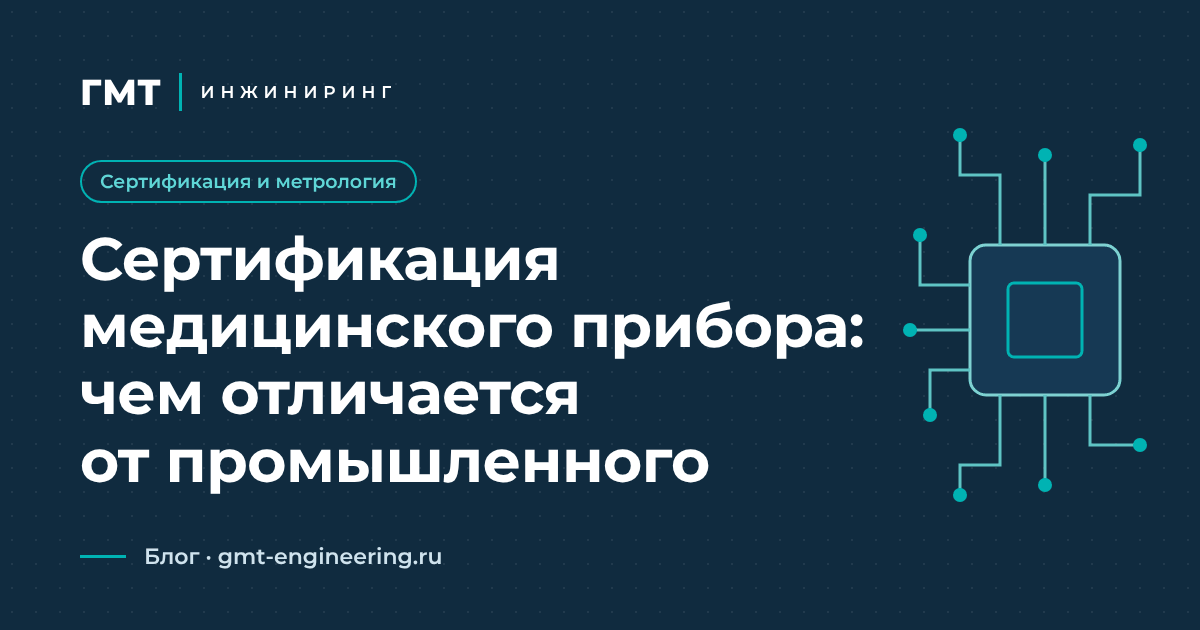 ГМТ | ИНЖИНИРИНГ
Сертификация и метрология
Сертификация
медицинского прибора:
чем отличается
от промышленного
Блог · gmt-engineering.ru